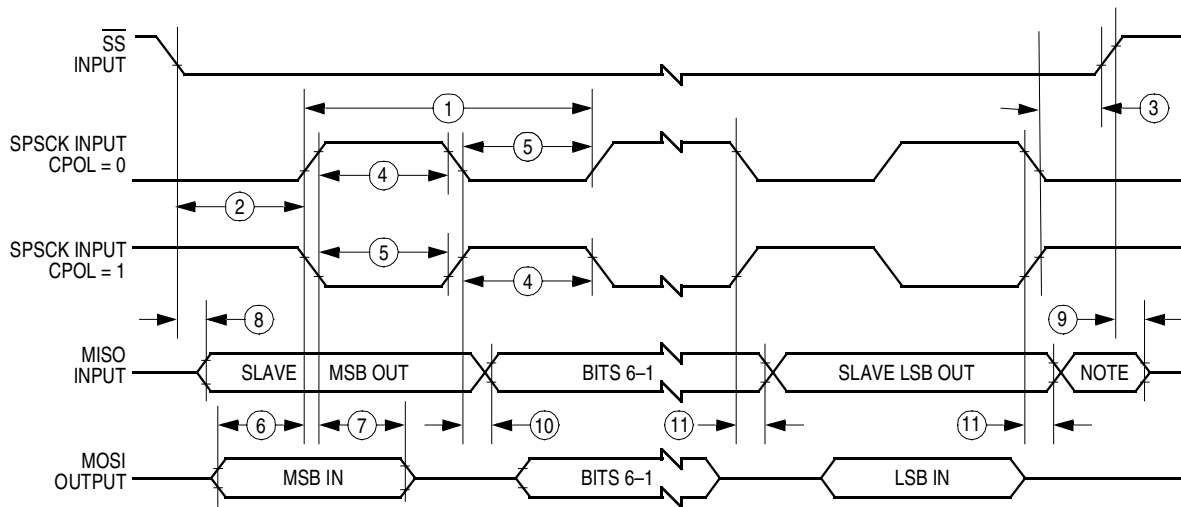 SS
INPUT
1
3
SPSCK INPUT
CPOL = 0
5
4
2
SPSCK INPUT
CPOL = 1
5
4
8
9
MISO
INPUT
SLAVE MSB OUT
BITS 6–1
SLAVE LSB OUT
NOTE
6
7
10
11
11
MOSI
OUTPUT
MSB IN
BITS 6–1
LSB IN